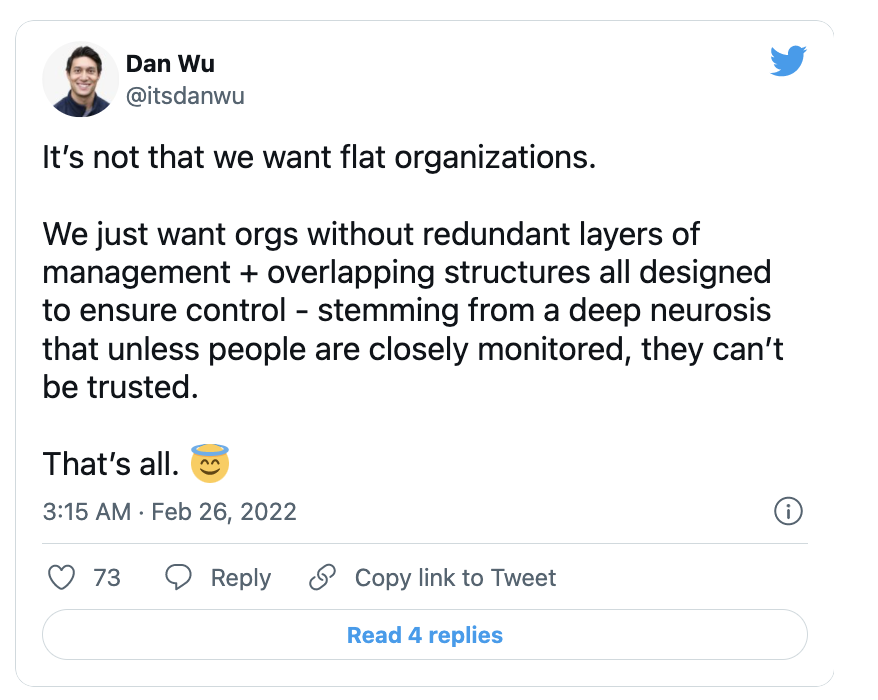 Dan Wu
@itsdanwu
It’s not that we want flat organizations.
We just want orgs without redundant layers of
management + overlapping structures all designed
to ensure control - stemming from a deep neurosis
that unless people are closely monitored, they can’t
be trusted.
That’s all. 😇
3:15 AM · Feb 26, 2022
73 Reply Copy link to Tweet
Read 4 replies